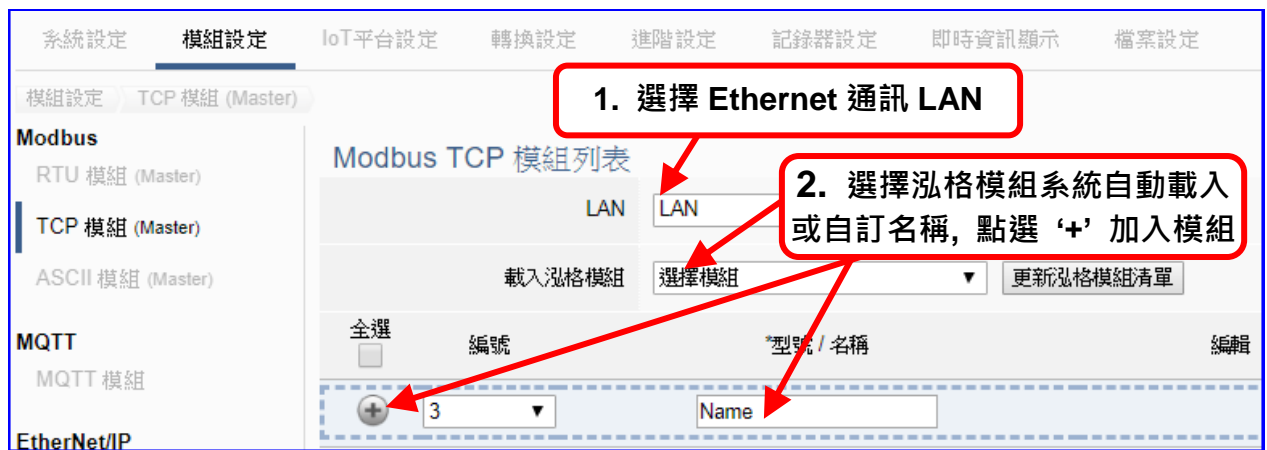 系統設定 模組設定 IoT平台設定 轉換設定 進階設定 記錄器設定 即時資訊顯示 檔案設定
模組設定 TCP 模組 (Master)
1. 選擇 Ethernet 通訊 LAN
Modbus
RTU 模組 (Master)
TCP 模組 (Master)
ASCII 模組 (Master)
MQTT
MQTT 模組
EtherNet/IP
Modbus TCP 模組列表
LAN LAN
2. 選擇泓格模組系統自動載入
或自訂名稱, 點選 ‘+’ 加入模組
載入泓格模組 選擇模組 ▼ 更新泓格模組清單
全選 編號 *型號 / 名稱 編輯
3 ▼ Name